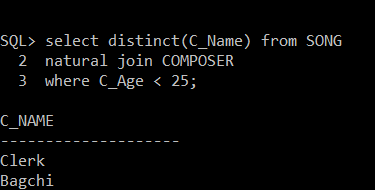 SQL> select distinct(C_Name) from SONG
  2  natural join COMPOSER
  3  where C_Age < 25;
C_NAME
--------------------
Clerk
Bagchi